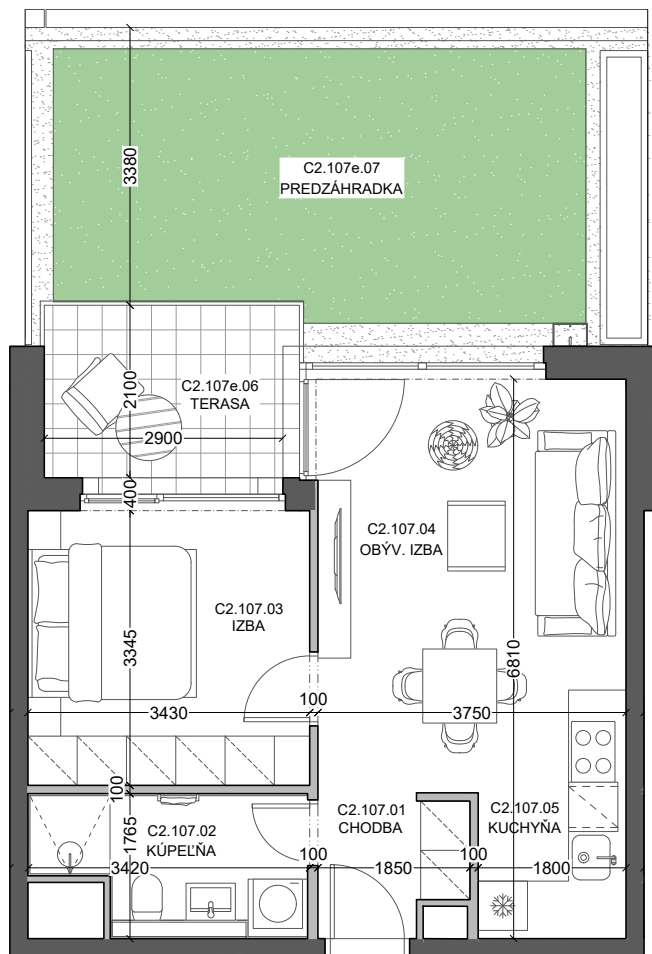 3380
C2.107e.07
PREDZÁHRADKA
2100
C2.107e.06
TERASA
2900
400
C2.107.04
OBÝV. IZBA
C2.107.03
IZBA
3345
6810
100
3430
3750
100
C2.107.01
CHODBA
C2.107.05
KUCHYŇA
1765
C2.107.02
KÚPEĽŇA
3420
100
1850
100
1800